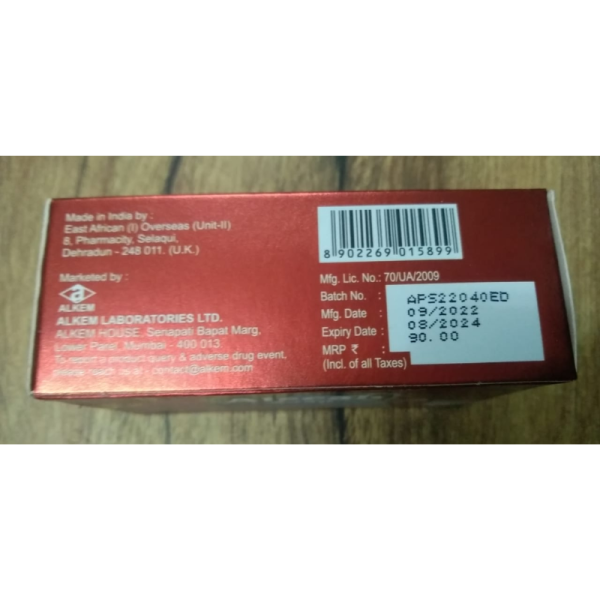 Made in India by :
East African (I) Overseas (Unit-II)
8, Pharmacity, Selaqui,
Dehradun - 248 011. (U.K.)
Marketed by :
a
ALKEM
ALKEM LABORATORIES LTD.
ALKEM HOUSE, Senapati Bapat Marg,
Lower Parel, Mumbai - 400 013
To report a product query & adverse drug event,
please reach us at - contact@alkem.com
8 902269 015899
Mfg. Lic. No.: 70/UA/2009
Batch No. : APS22040ED
Mfg. Date : 09/2022
Expiry Date : 08/2024
MRP ₹ : 90.00
(Incl. of all Taxes)